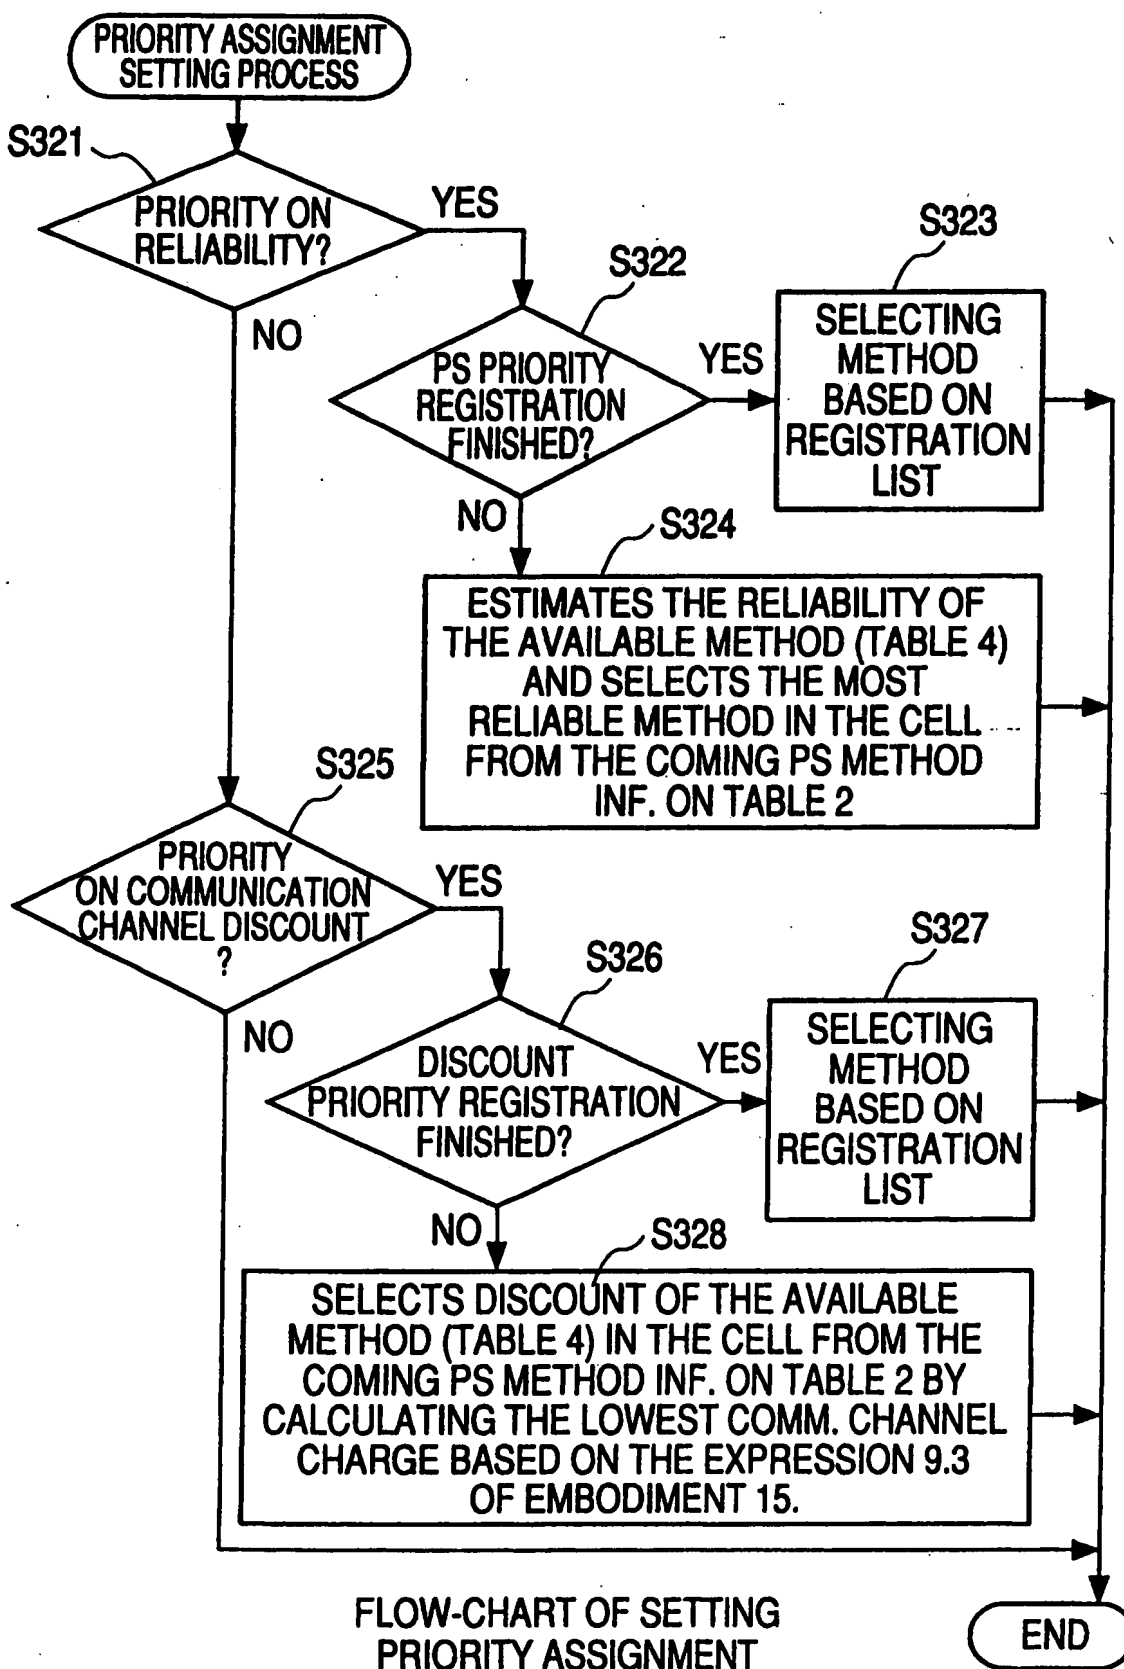 PRIORITY ASSIGNMENT
SETTING PROCESS
S321
PRIORITY ON
RELIABILITY?
YES
NO
S322
PS PRIORITY
REGISTRATION
FINISHED?
YES
NO
S323
SELECTING
METHOD
BASED ON
REGISTRATION
LIST
S324
ESTIMATES THE RELIABILITY OF
THE AVAILABLE METHOD (TABLE 4)
AND SELECTS THE MOST
RELIABLE METHOD IN THE CELL
FROM THE COMING PS METHOD
INF. ON TABLE 2
S325
PRIORITY
ON COMMUNICATION
CHANNEL DISCOUNT
?
YES
NO
S326
DISCOUNT
PRIORITY REGISTRATION
FINISHED?
YES
NO
S327
SELECTING
METHOD
BASED ON
REGISTRATION
LIST
S328
SELECTS DISCOUNT OF THE AVAILABLE
METHOD (TABLE 4) IN THE CELL FROM THE
COMING PS METHOD INF. ON TABLE 2 BY
CALCULATING THE LOWEST COMM. CHANNEL
CHARGE BASED ON THE EXPRESSION 9.3
OF EMBODIMENT 15.
END
FLOW-CHART OF SETTING
PRIORITY ASSIGNMENT